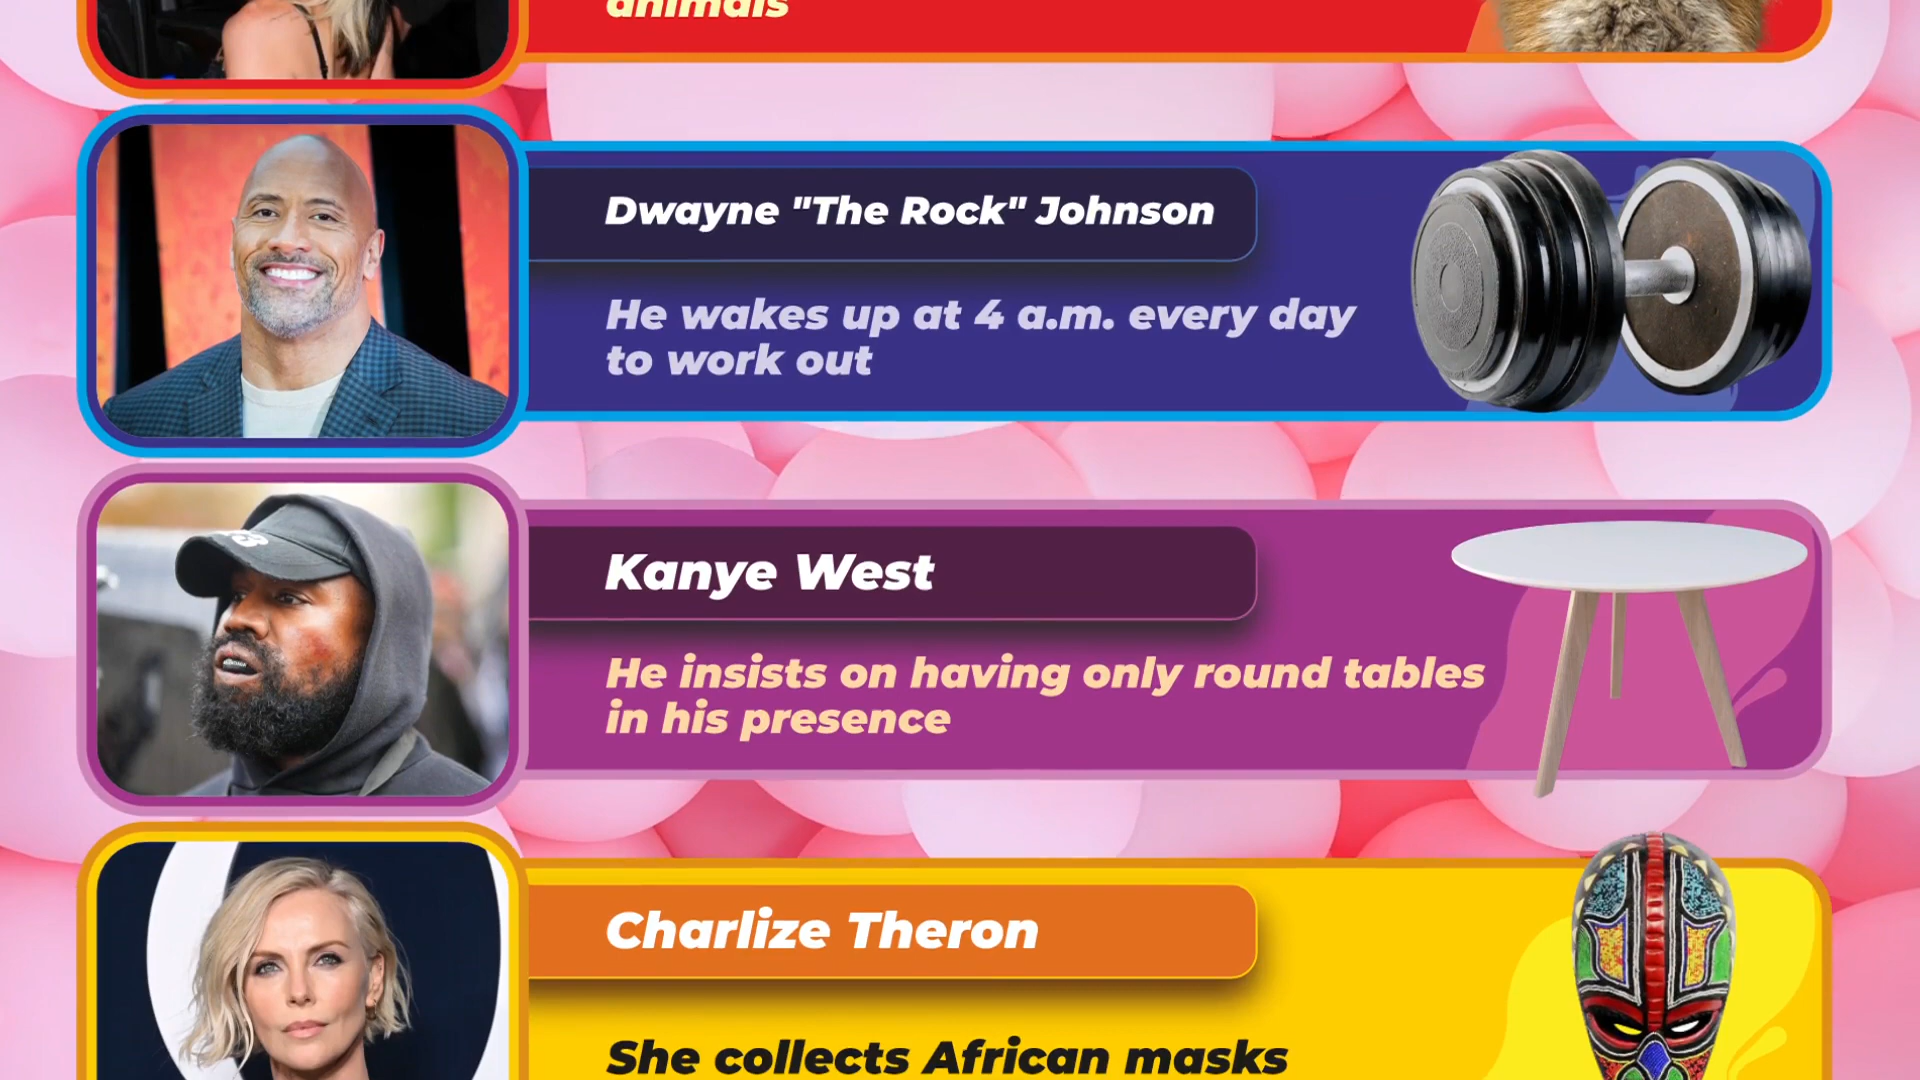 animals
Dwayne "The Rock" Johnson
He wakes up at 4 a.m. every day
to work out
Kanye West
He insists on having only round tables
in his presence
Charlize Theron
She collects African masks